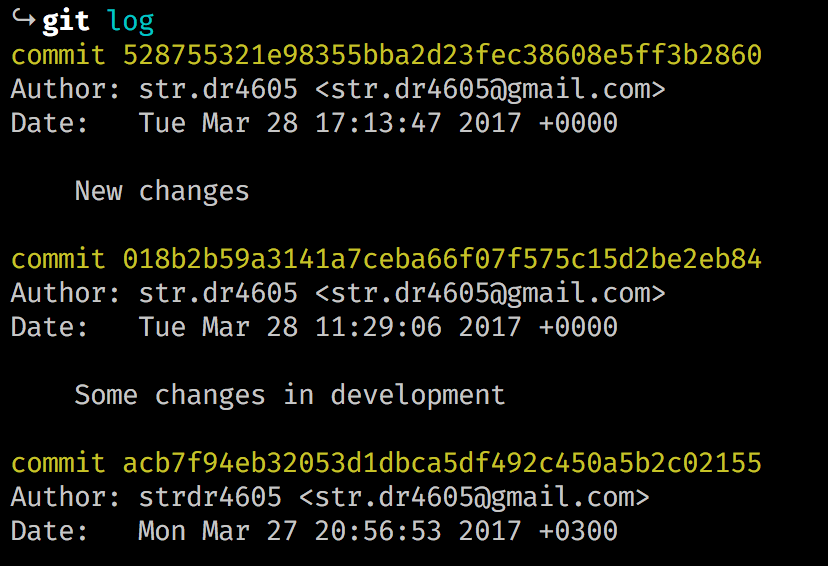 ↪ git log
commit 528755321e98355bba2d23fec38608e5ff3b2860
Author: str.dr4605 <str.dr4605@gmail.com>
Date:   Tue Mar 28 17:13:47 2017 +0000
    New changes
commit 018b2b59a3141a7ceba66f07f575c15d2be2eb84
Author: str.dr4605 <str.dr4605@gmail.com>
Date:   Tue Mar 28 11:29:06 2017 +0000
    Some changes in development
commit acb7f94eb32053d1dbca5df492c450a5b2c02155
Author: strdr4605 <str.dr4605@gmail.com>
Date:   Mon Mar 27 20:56:53 2017 +0300